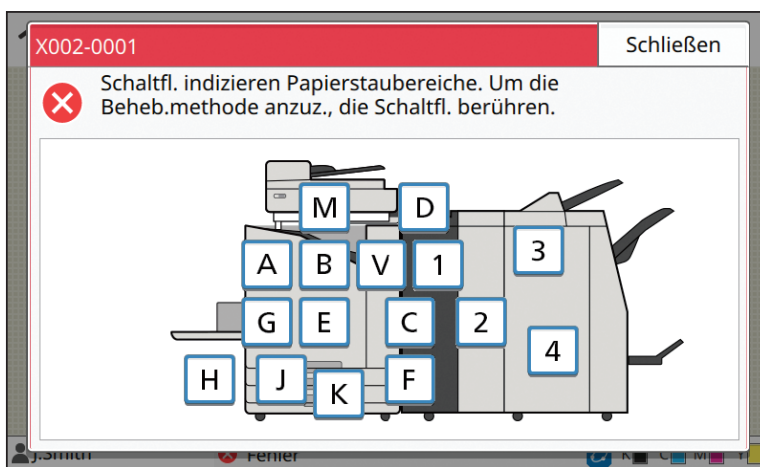 X002-0001
Schließen
Schaltfl. indizieren Papierstaubereiche. Um die
Beheb.methode anzuz., die Schaltfl. berühren.
M
D
A
B
V
1
3
G
E
C
2
4
H
J
K
F
J.Smith
Fehler
K
C
M
Y